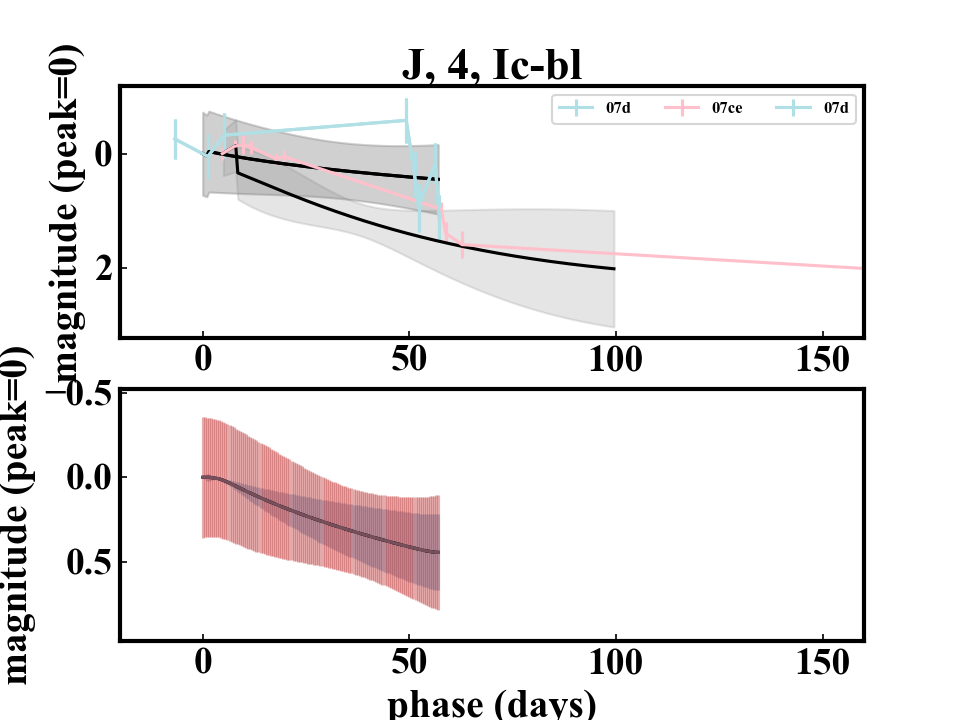 J, 4, Ic-bl
magnitude (peak=0)
07d 07ce 07d
0
2
0 50 100 150
magnitude (peak=0)
−0.5
0.0
0.5
0 50 100 150
phase (days)